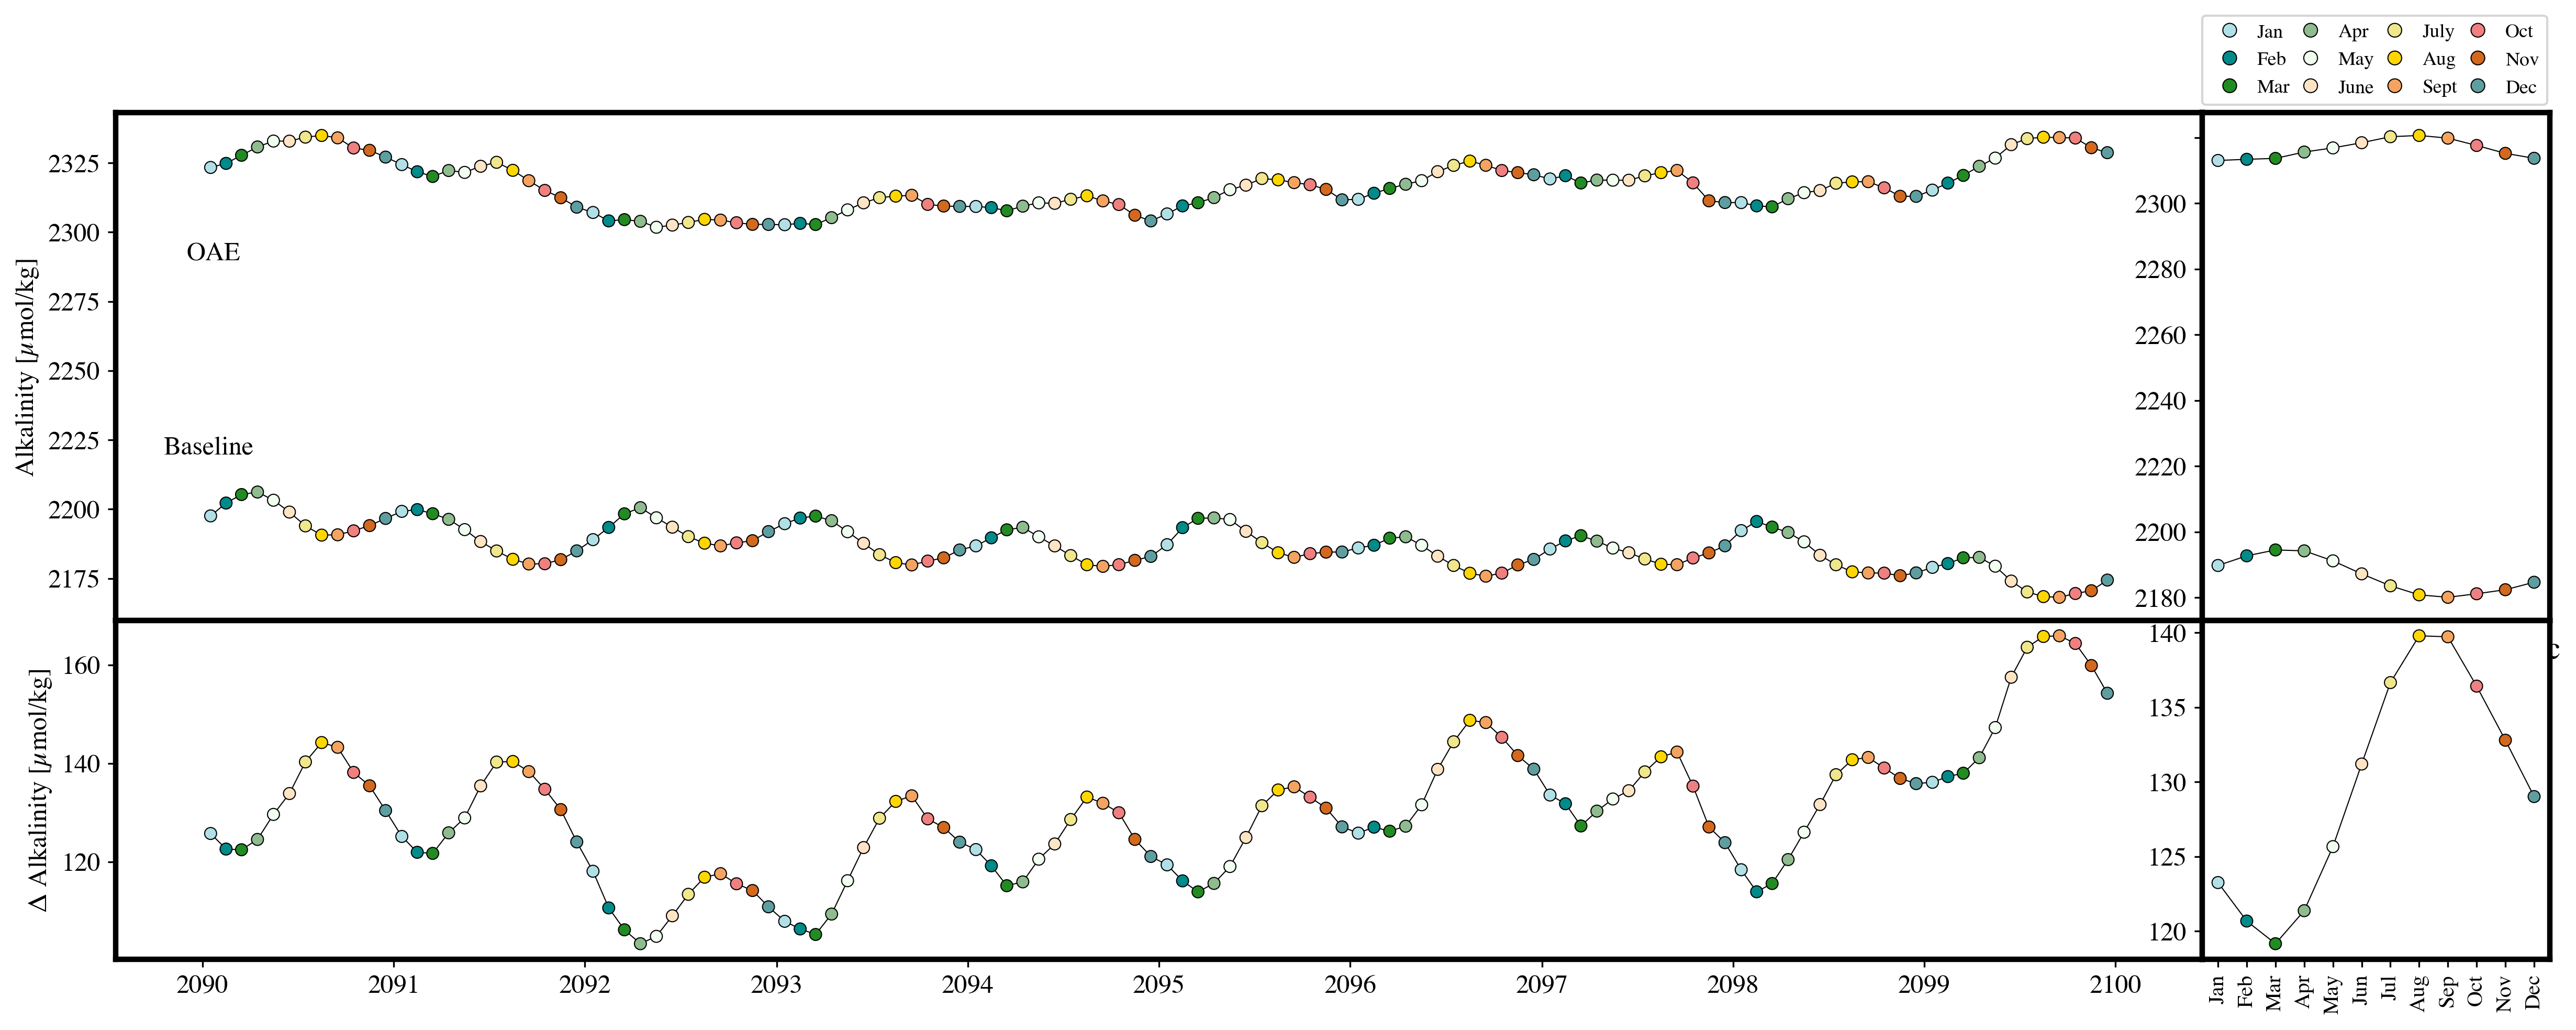 Jan Apr July Oct
Feb May Aug Nov
Mar June Sept Dec
Alkalinity [µmol/kg]
2325
2300
2275
2250
2225
2200
2175
OAE
Baseline
2300
2280
2260
2240
2220
2200
2180
Δ Alkalinity [µmol/kg]
160
140
120
140
135
130
125
120
c
2090 2091 2092 2093 2094 2095 2096 2097 2098 2099 2100
Jan Feb Mar Apr May Jun Jul Aug Sep Oct Nov Dec